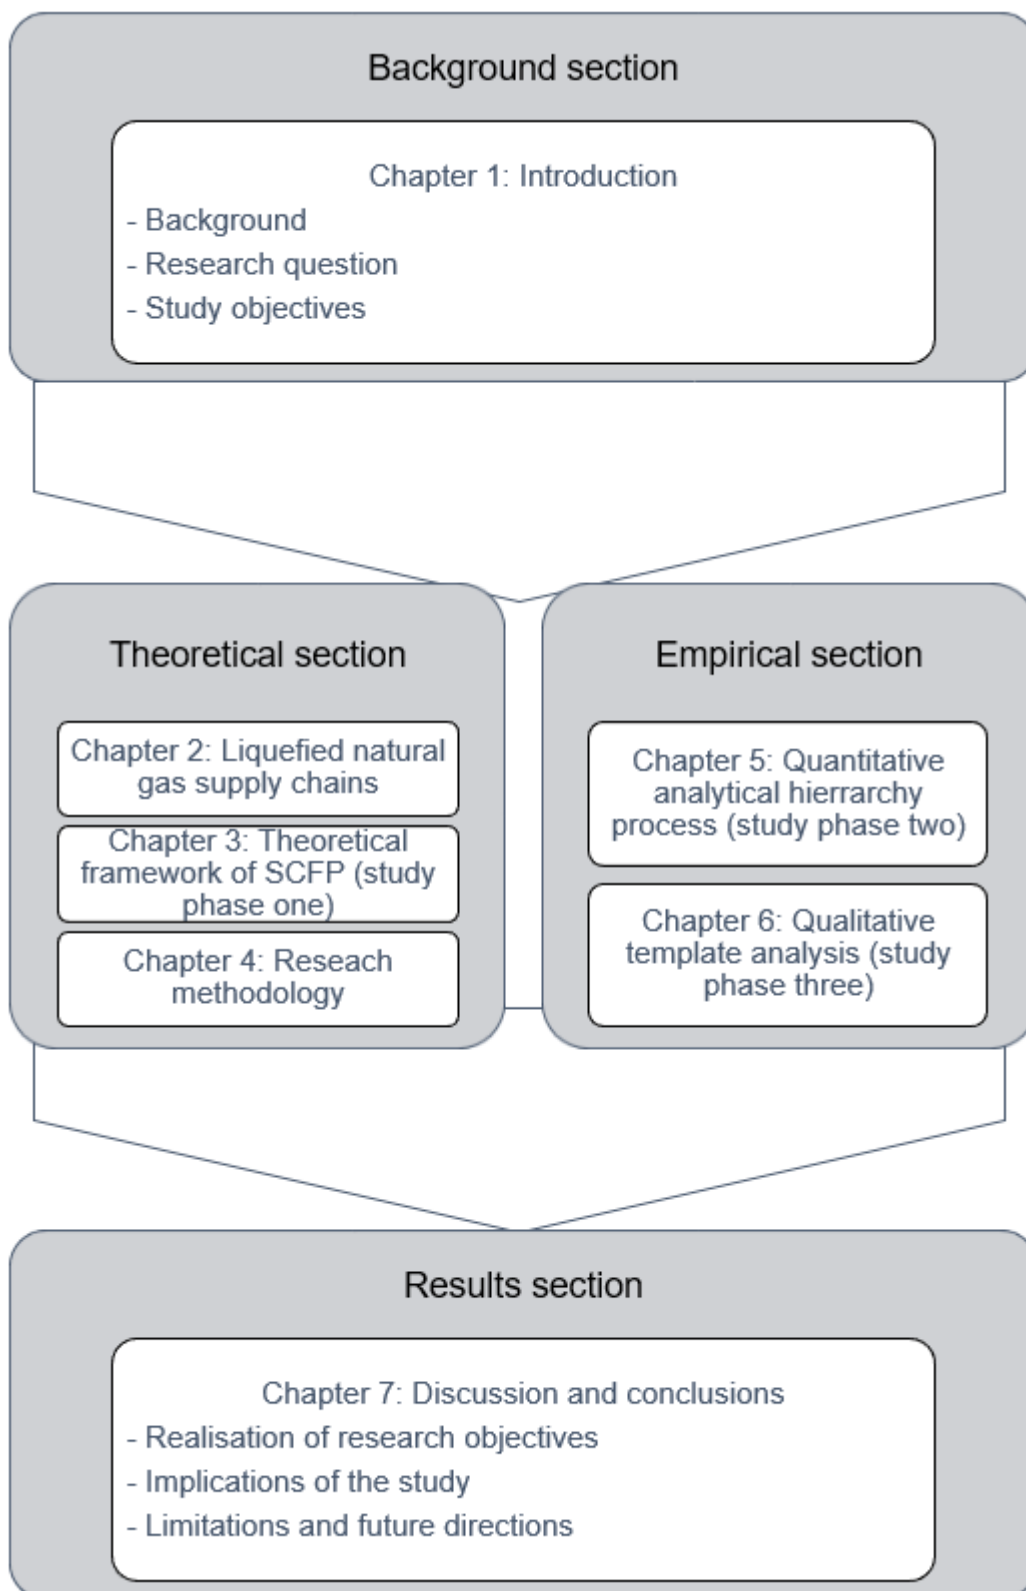 Background section
Chapter 1: Introduction
- Background
- Research question
- Study objectives
Theoretical section
Chapter 2: Liquefied natural
gas supply chains
Chapter 3: Theoretical
framework of SCFP (study
phase one)
Chapter 4: Reseach
methodology
Empirical section
Chapter 5: Quantitative
analytical hierrarchy
process (study phase two)
Chapter 6: Qualitative
template analysis (study
phase three)
Results section
Chapter 7: Discussion and conclusions
- Realisation of research objectives
- Implications of the study
- Limitations and future directions